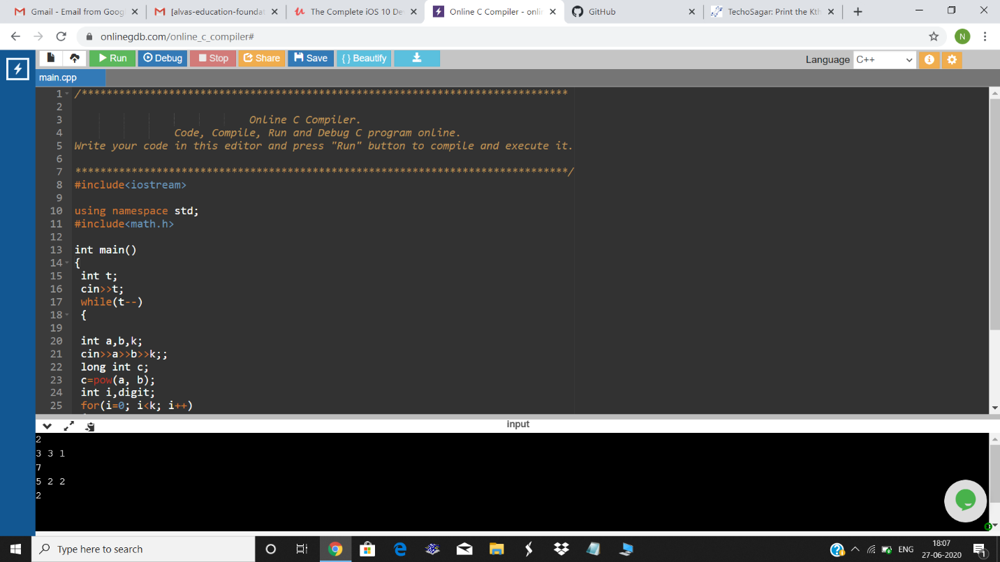 Gmail - Email from Goog
[alvas-education-foundat
The Complete iOS 10 De
Online C Compiler - onlin
GitHub
TechoSagar: Print the Kth
onlinegdb.com/online_c_compiler#
N
Run Debug Stop Share Save { } Beautify
Language C++
main.cpp
1 /******************************************************************************
2
3 Online C Compiler.
4 Code, Compile, Run and Debug C program online.
5 Write your code in this editor and press "Run" button to compile and execute it.
6
7 *******************************************************************************/
8 #include<iostream>
9
10 using namespace std;
11 #include<math.h>
12
13 int main()
14 {
15 int t;
16 cin>>t;
17 while(t--)
18 {
19
20 int a,b,k;
21 cin>>a>>b>>k;;
22 long int c;
23 c=pow(a, b);
24 int i,digit;
25 for(i=0; i<k; i++)
input
2
3 3 1
7
5 2 2
2
Type here to search
ENG
18:07
27-06-2020
1